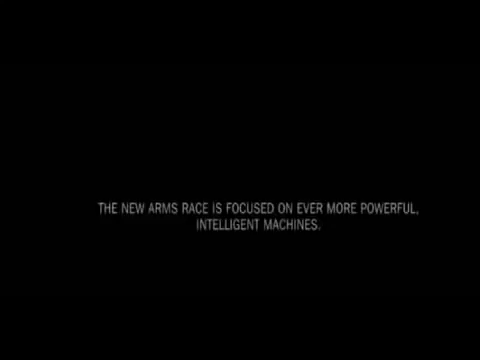 THE NEW ARMS RACE IS FOCUSED ON EVER MORE POWERFUL,
INTELLIGENT MACHINES.